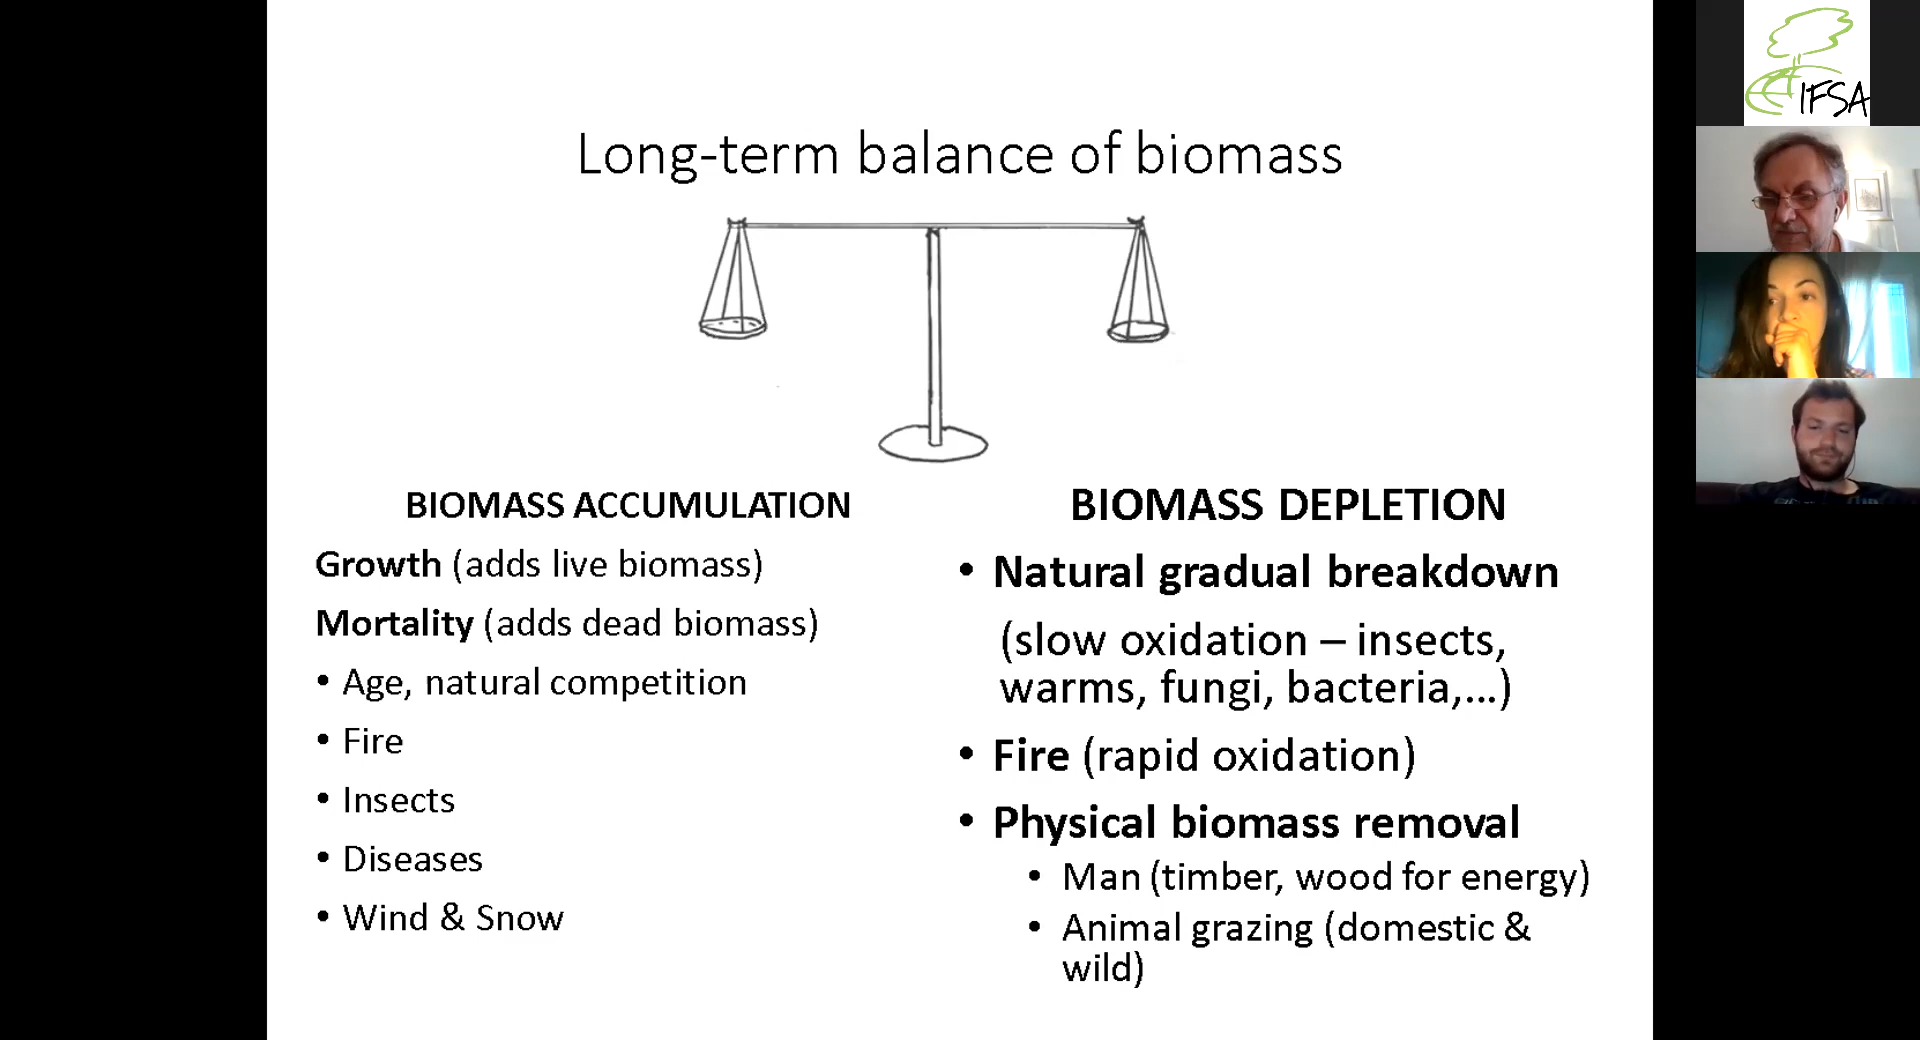 Long-term balance of biomass
BIOMASS ACCUMULATION
Growth (adds live biomass)
Mortality (adds dead biomass)
• Age, natural competition
• Fire
• Insects
• Diseases
• Wind & Snow
BIOMASS DEPLETION
• Natural gradual breakdown
(slow oxidation – insects,
warms, fungi, bacteria,...)
• Fire (rapid oxidation)
• Physical biomass removal
• Man (timber, wood for energy)
• Animal grazing (domestic &
wild)
IFSA